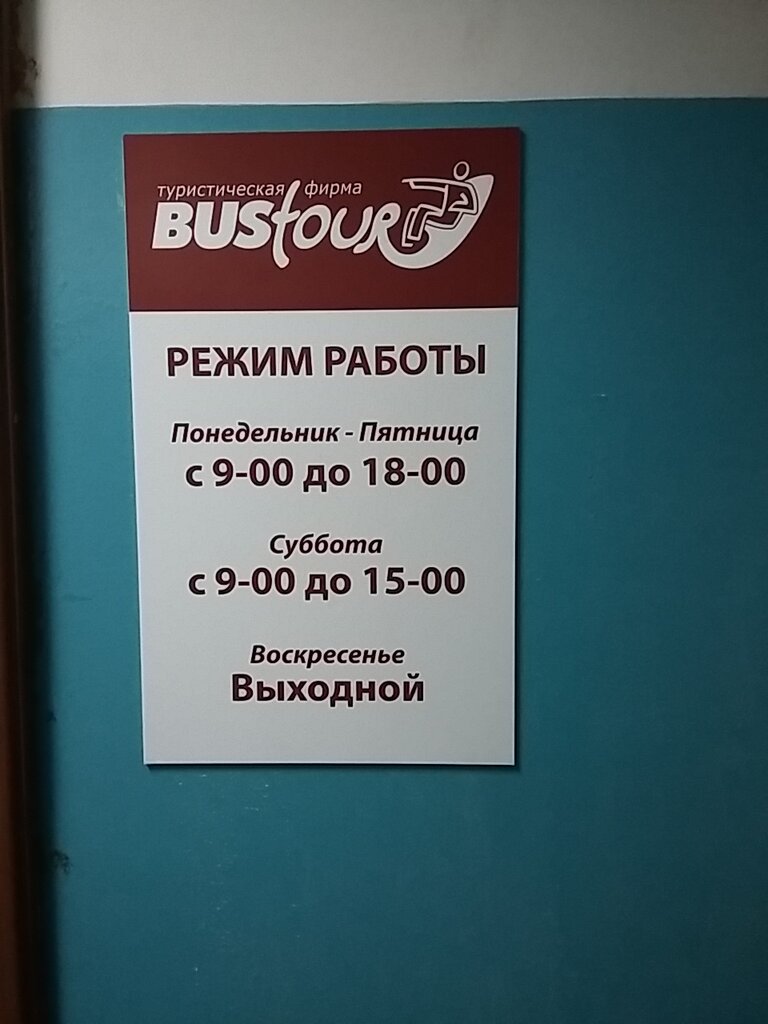 туристическая фирма
BUStour
РЕЖИМ РАБОТЫ
Понедельник - Пятница
с 9-00 до 18-00
Суббота
с 9-00 до 15-00
Воскресенье
Выходной